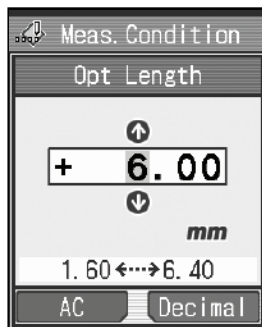 Meas. Condition
Opt Length
+ 6.00
mm
1.60 ↔ 6.40
AC Decimal